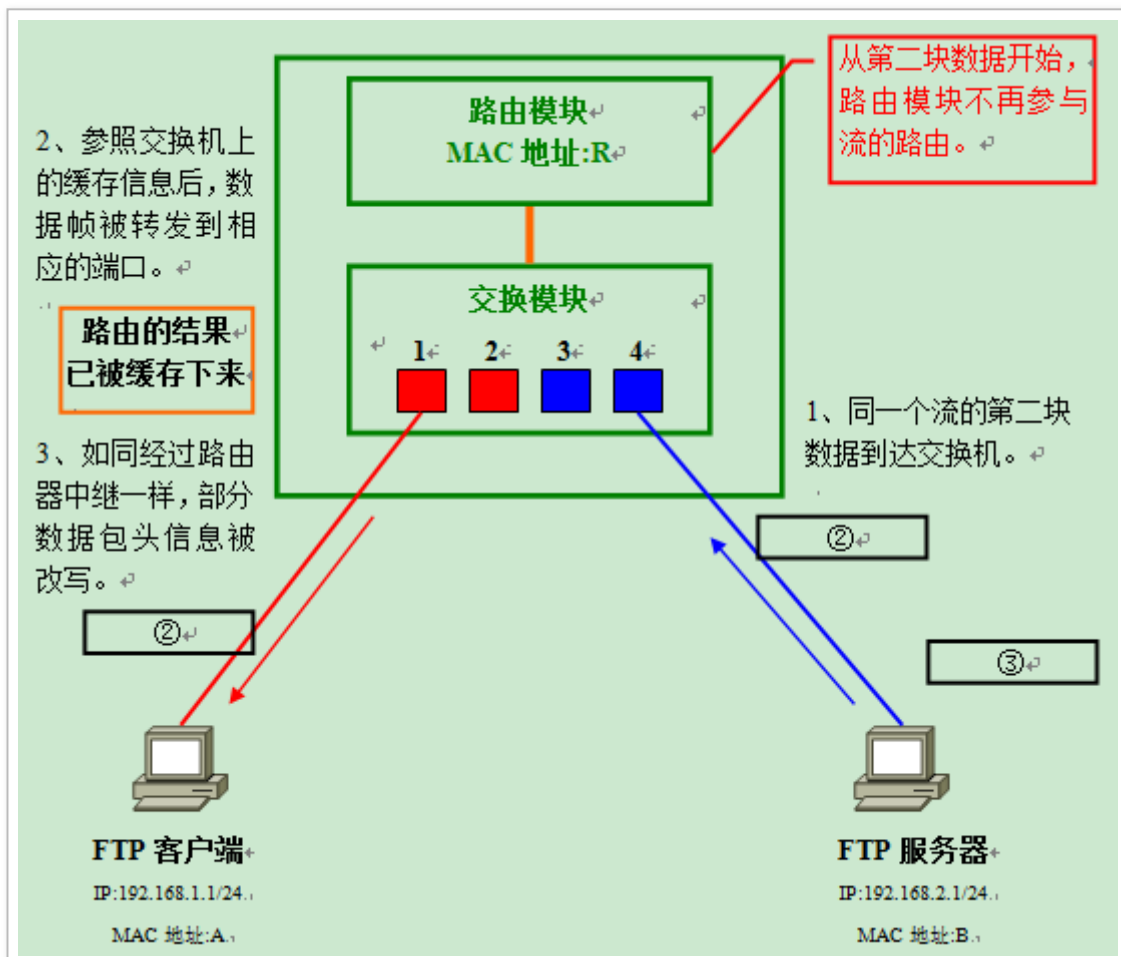 从第二块数据开始，
路由模块不再参与
流的路由。
路由模块
MAC 地址:R
2、参照交换机上
的缓存信息后，数
据帧被转发到相
应的端口。
交换模块
1 2 3 4
路由的结果
已被缓存下来
1、同一个流的第二块
数据到达交换机。
3、如同经过路由
器中继一样，部分
数据包头信息被
改写。
②
②
③
FTP 客户端
IP:192.168.1.1/24
MAC 地址:A
FTP 服务器
IP:192.168.2.1/24
MAC 地址:B